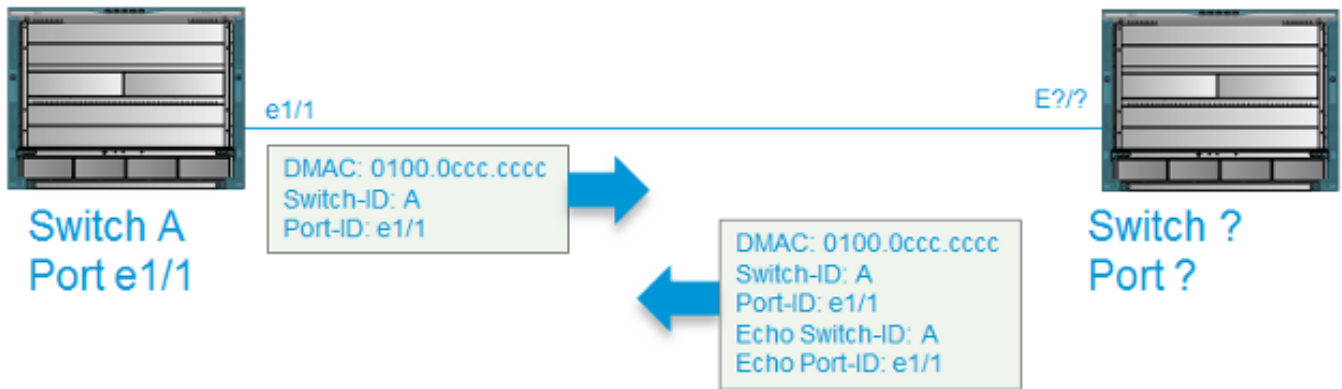 e1/1
E?/?
DMAC: 0100.0ccc.cccc
Switch-ID: A
Port-ID: e1/1
Switch A
Port e1/1
DMAC: 0100.0ccc.cccc
Switch-ID: A
Port-ID: e1/1
Echo Switch-ID: A
Echo Port-ID: e1/1
Switch ?
Port ?